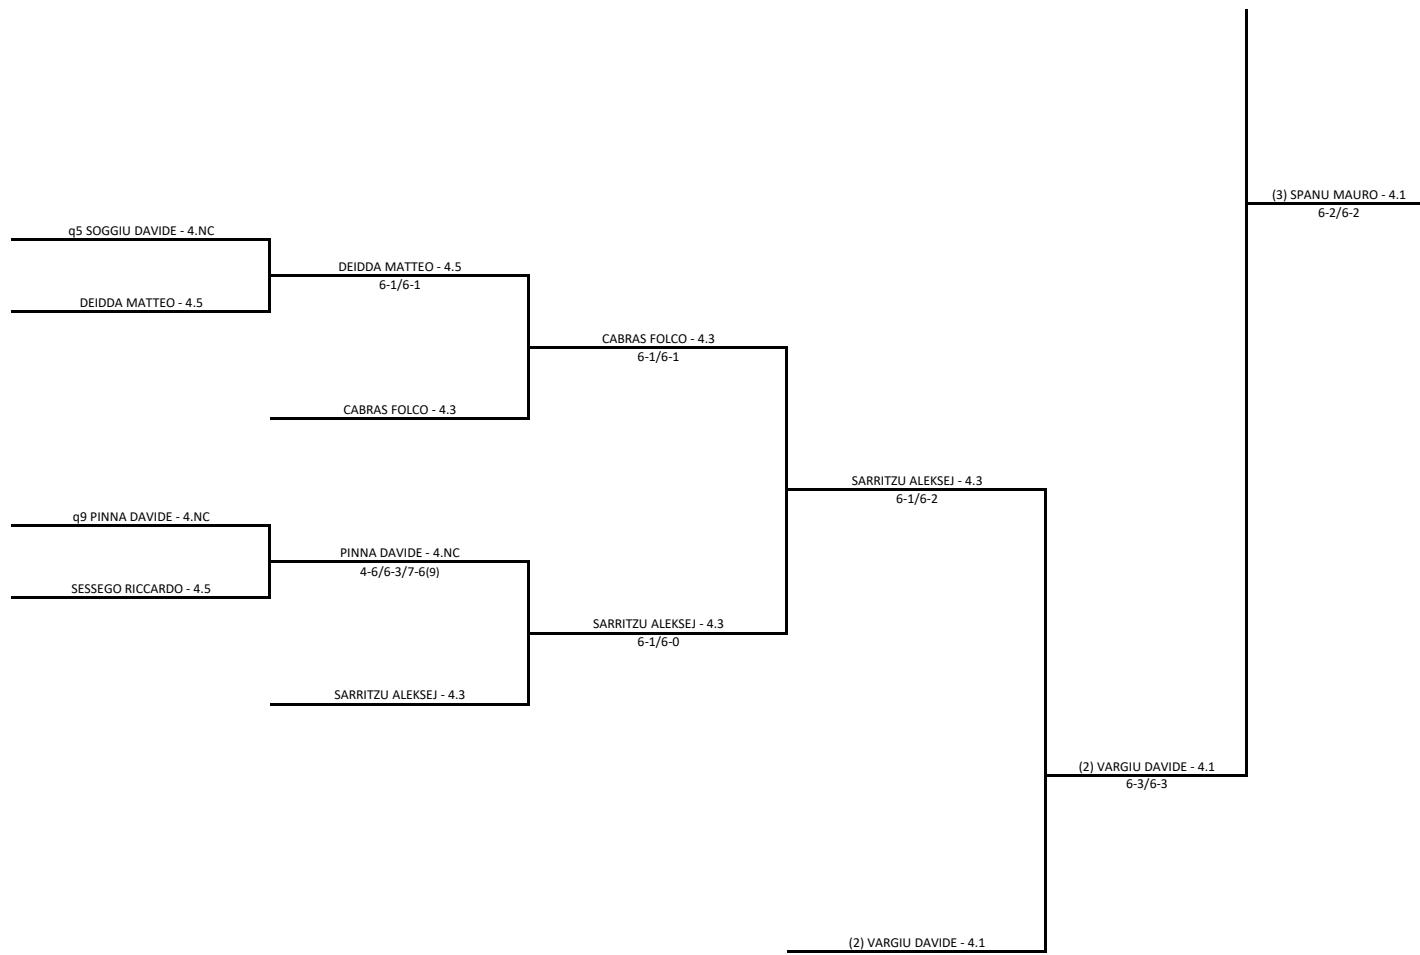 (3) SPANU MAURO - 4.1
6-2/6-2
q5 SOGGIU DAVIDE - 4.NC
DEIDDA MATTEO - 4.5
6-1/6-1
DEIDDA MATTEO - 4.5
CABRAS FOLCO - 4.3
6-1/6-1
CABRAS FOLCO - 4.3
SARRITZU ALEKSEJ - 4.3
6-1/6-2
q9 PINNA DAVIDE - 4.NC
PINNA DAVIDE - 4.NC
4-6/6-3/7-6(9)
SESSEGO RICCARDO - 4.5
SARRITZU ALEKSEJ - 4.3
6-1/6-0
SARRITZU ALEKSEJ - 4.3
(2) VARGIU DAVIDE - 4.1
6-3/6-3
(2) VARGIU DAVIDE - 4.1